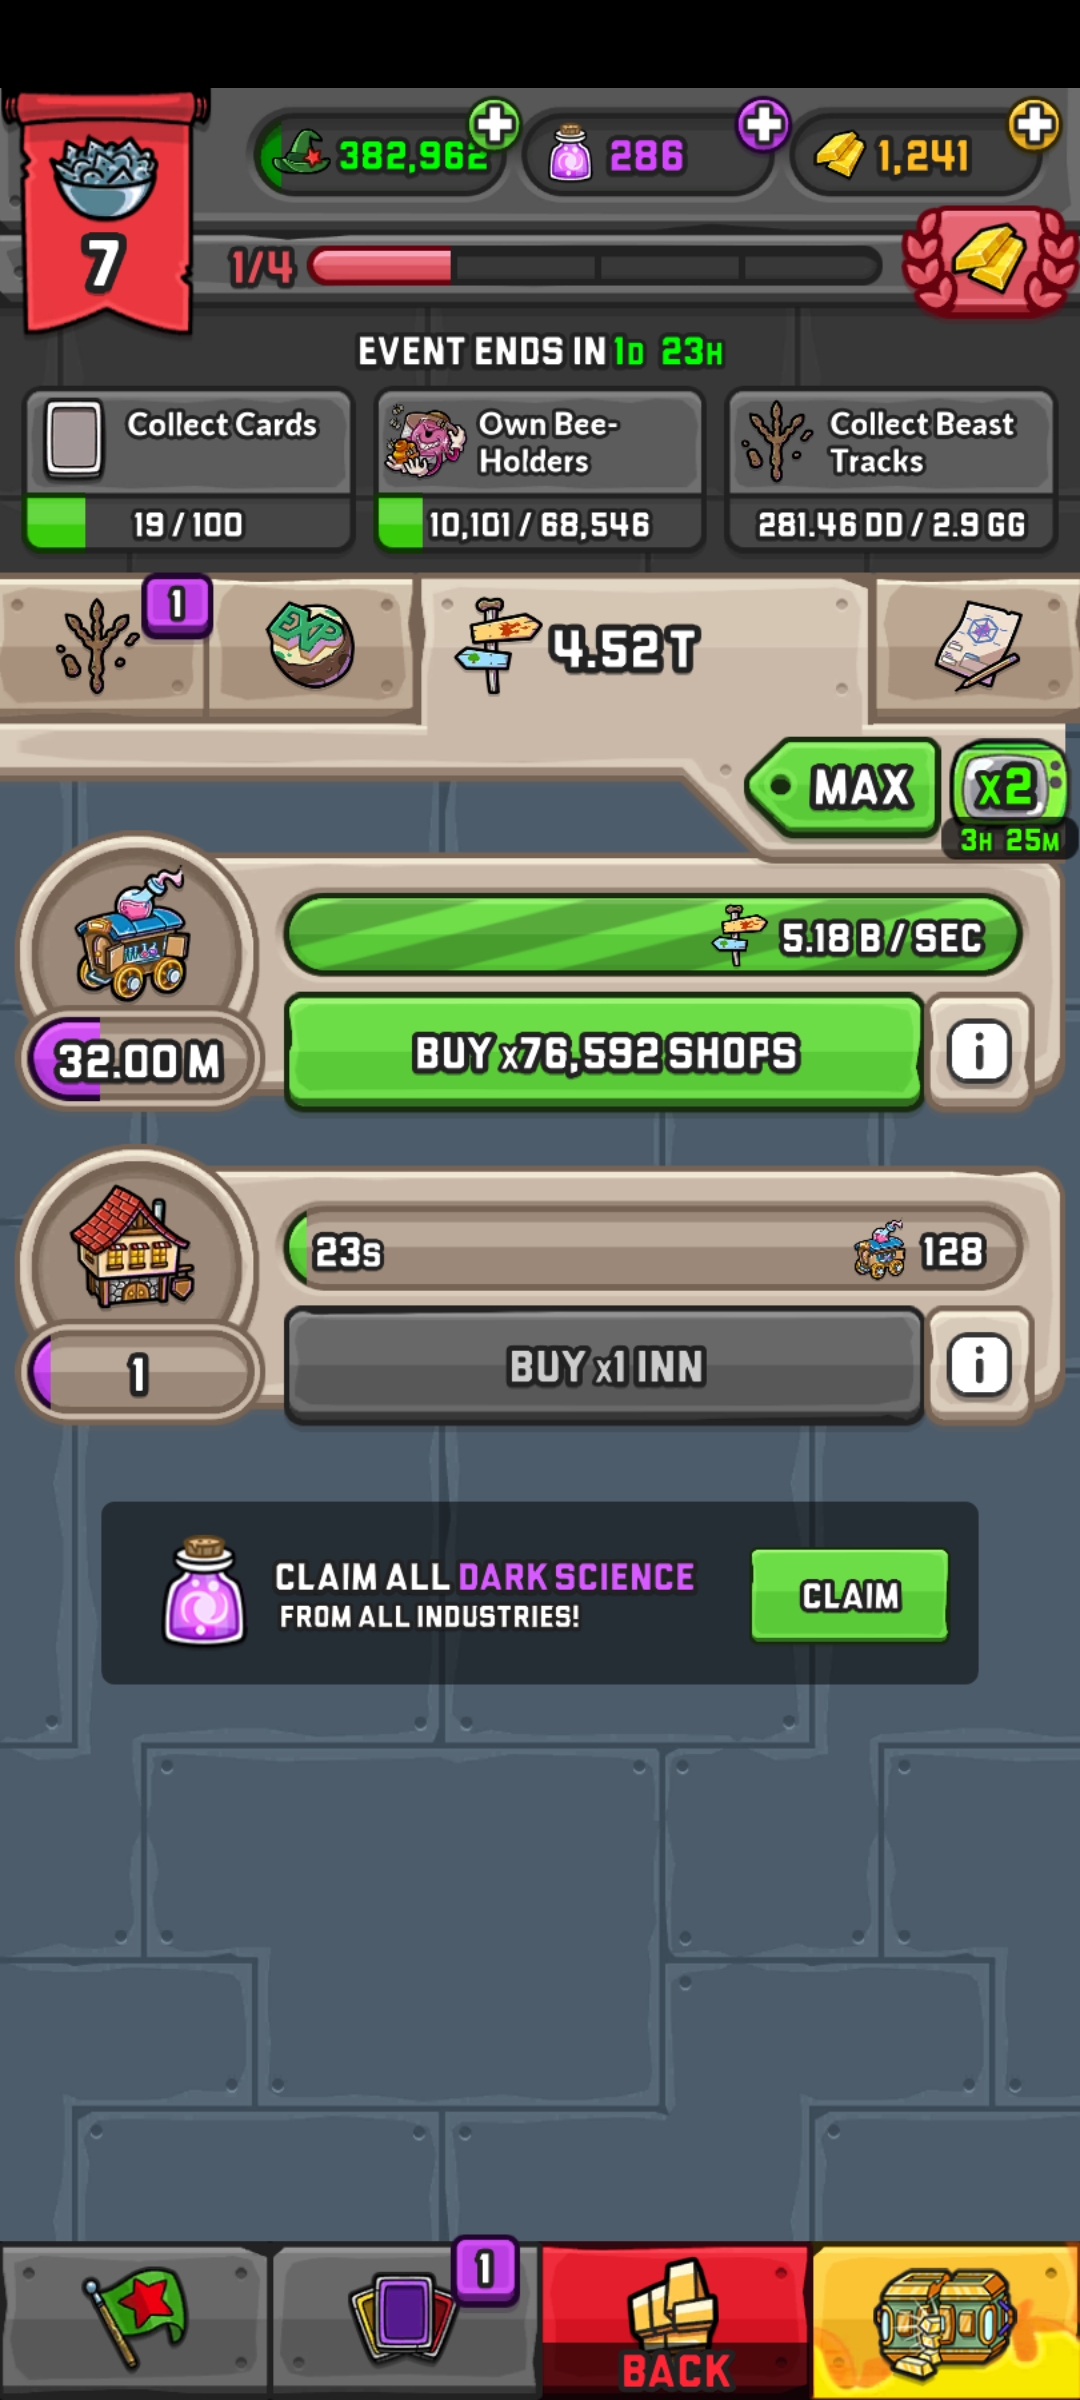 382,962
286
1,241
7
1/4
EVENT ENDS IN 1D 23H
Collect Cards
19 / 100
Own Bee-
Holders
10,101 / 68,546
Collect Beast
Tracks
281.46 DD / 2.9 GG
1
EXP
4.52 T
MAX
x2
3H 25M
5.18 B / SEC
32.00 M
BUY x76,592 SHOPS
i
23s
128
1
BUY x1 INN
i
CLAIM ALL DARK SCIENCE
FROM ALL INDUSTRIES!
CLAIM
1
BACK